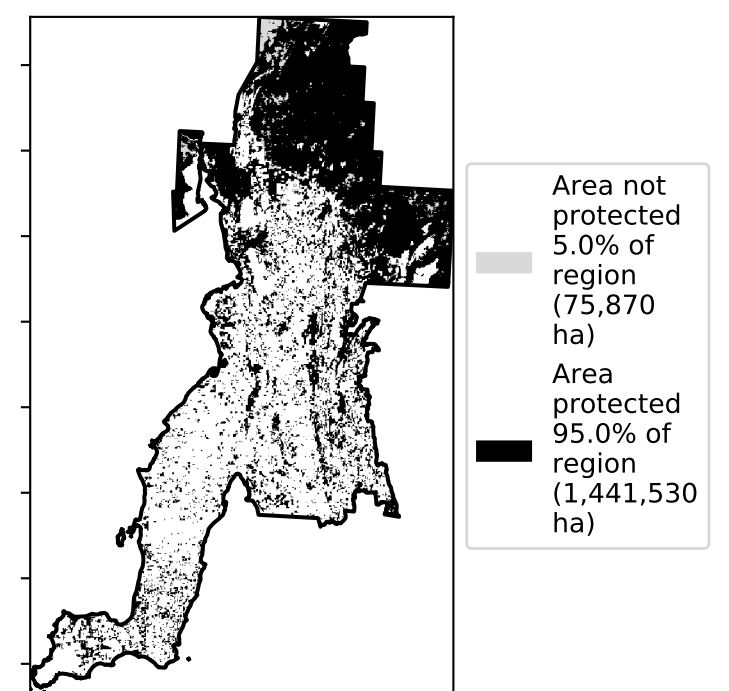 Area not
protected
5.0% of
region
(75,870
ha)
Area
protected
95.0% of
region
(1,441,530
ha)